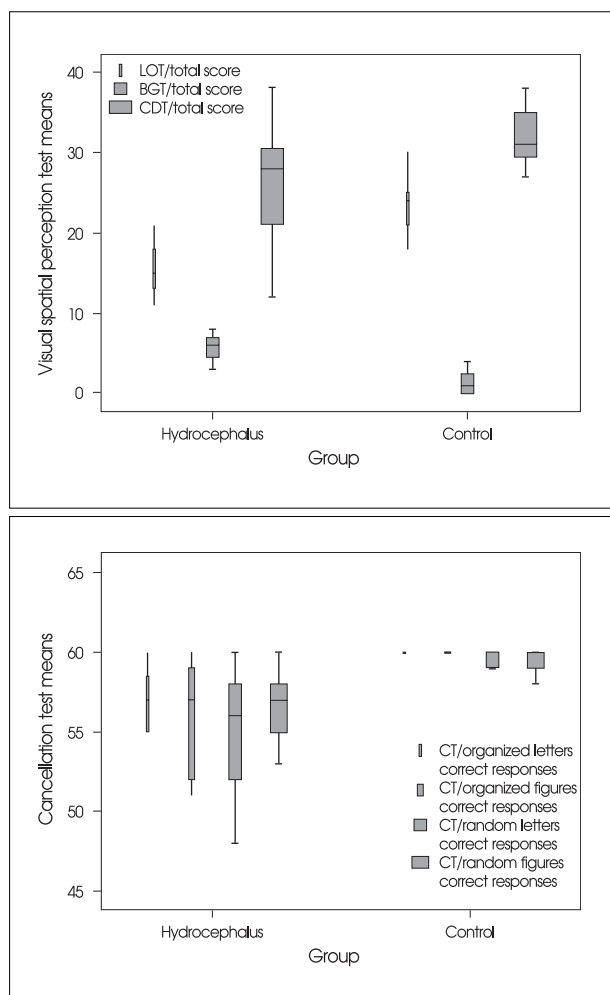 40
30
20
10
0
Visual spatial perception test means
LOT/total score
BGT/total score
CDT/total score
Hydrocephalus
Control
Group
65
60
55
50
45
Cancellation test means
CT/organized letters
correct responses
CT/organized figures
correct responses
CT/random letters
correct responses
CT/random figures
correct responses
Hydrocephalus
Control
Group